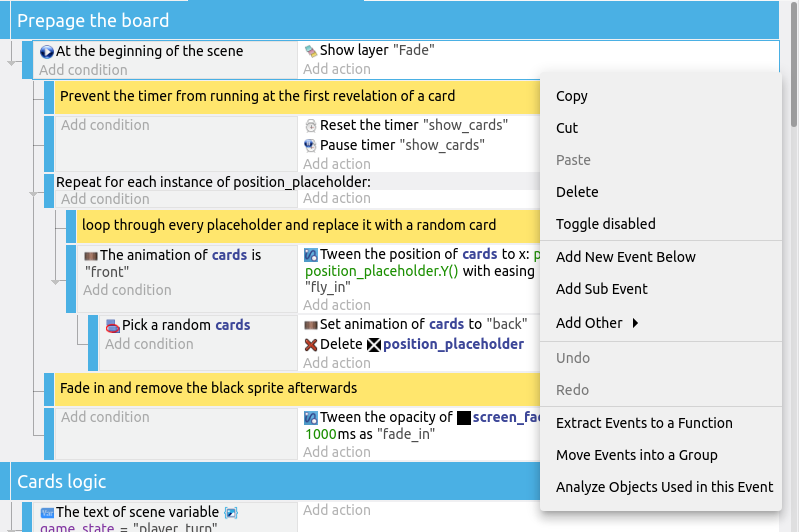 Prepage the board
At the beginning of the scene
Add condition
Show layer "Fade"
Add action
Prevent the timer from running at the first revelation of a card
Add condition
Reset the timer "show_cards"
Pause timer "show_cards"
Add action
Repeat for each instance of position_placeholder:
Add condition
Add action
loop through every placeholder and replace it with a random card
The animation of cards is
"front"
Add condition
Tween the position of cards to x:
position_placeholder.Y() with easing
"fly_in"
Add action
Pick a random cards
Add condition
Set animation of cards to "back"
Delete position_placeholder
Add action
Fade in and remove the black sprite afterwards
Add condition
Tween the opacity of screen_fa
1000ms as "fade_in"
Add action
Cards logic
The text of scene variable
game_state = "player_turn"
Add action
Copy
Cut
Paste
Delete
Toggle disabled
Add New Event Below
Add Sub Event
Add Other
Undo
Redo
Extract Events to a Function
Move Events into a Group
Analyze Objects Used in this Event